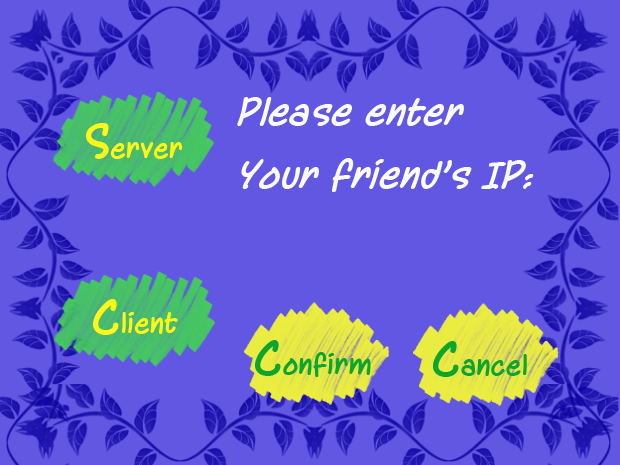 Please enter
Server
Your friend's IP:
Client
Confirm
Cancel